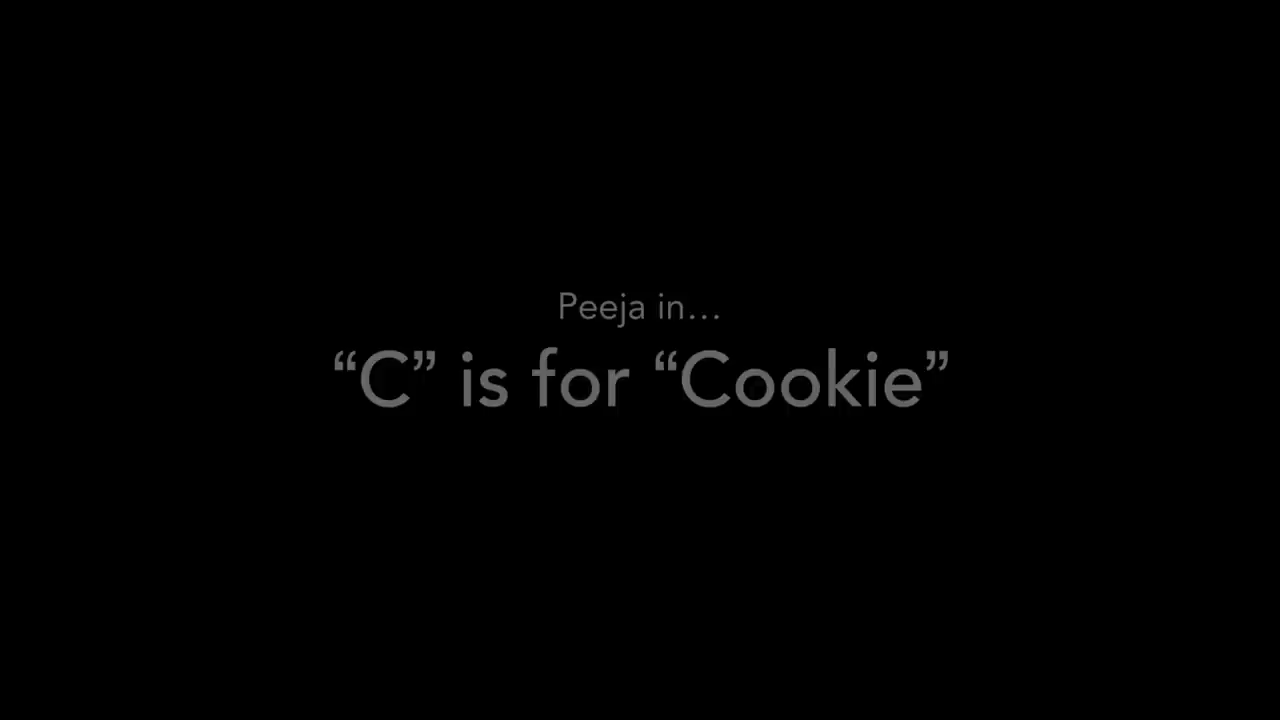 Peeja in…
“C” is for “Cookie”